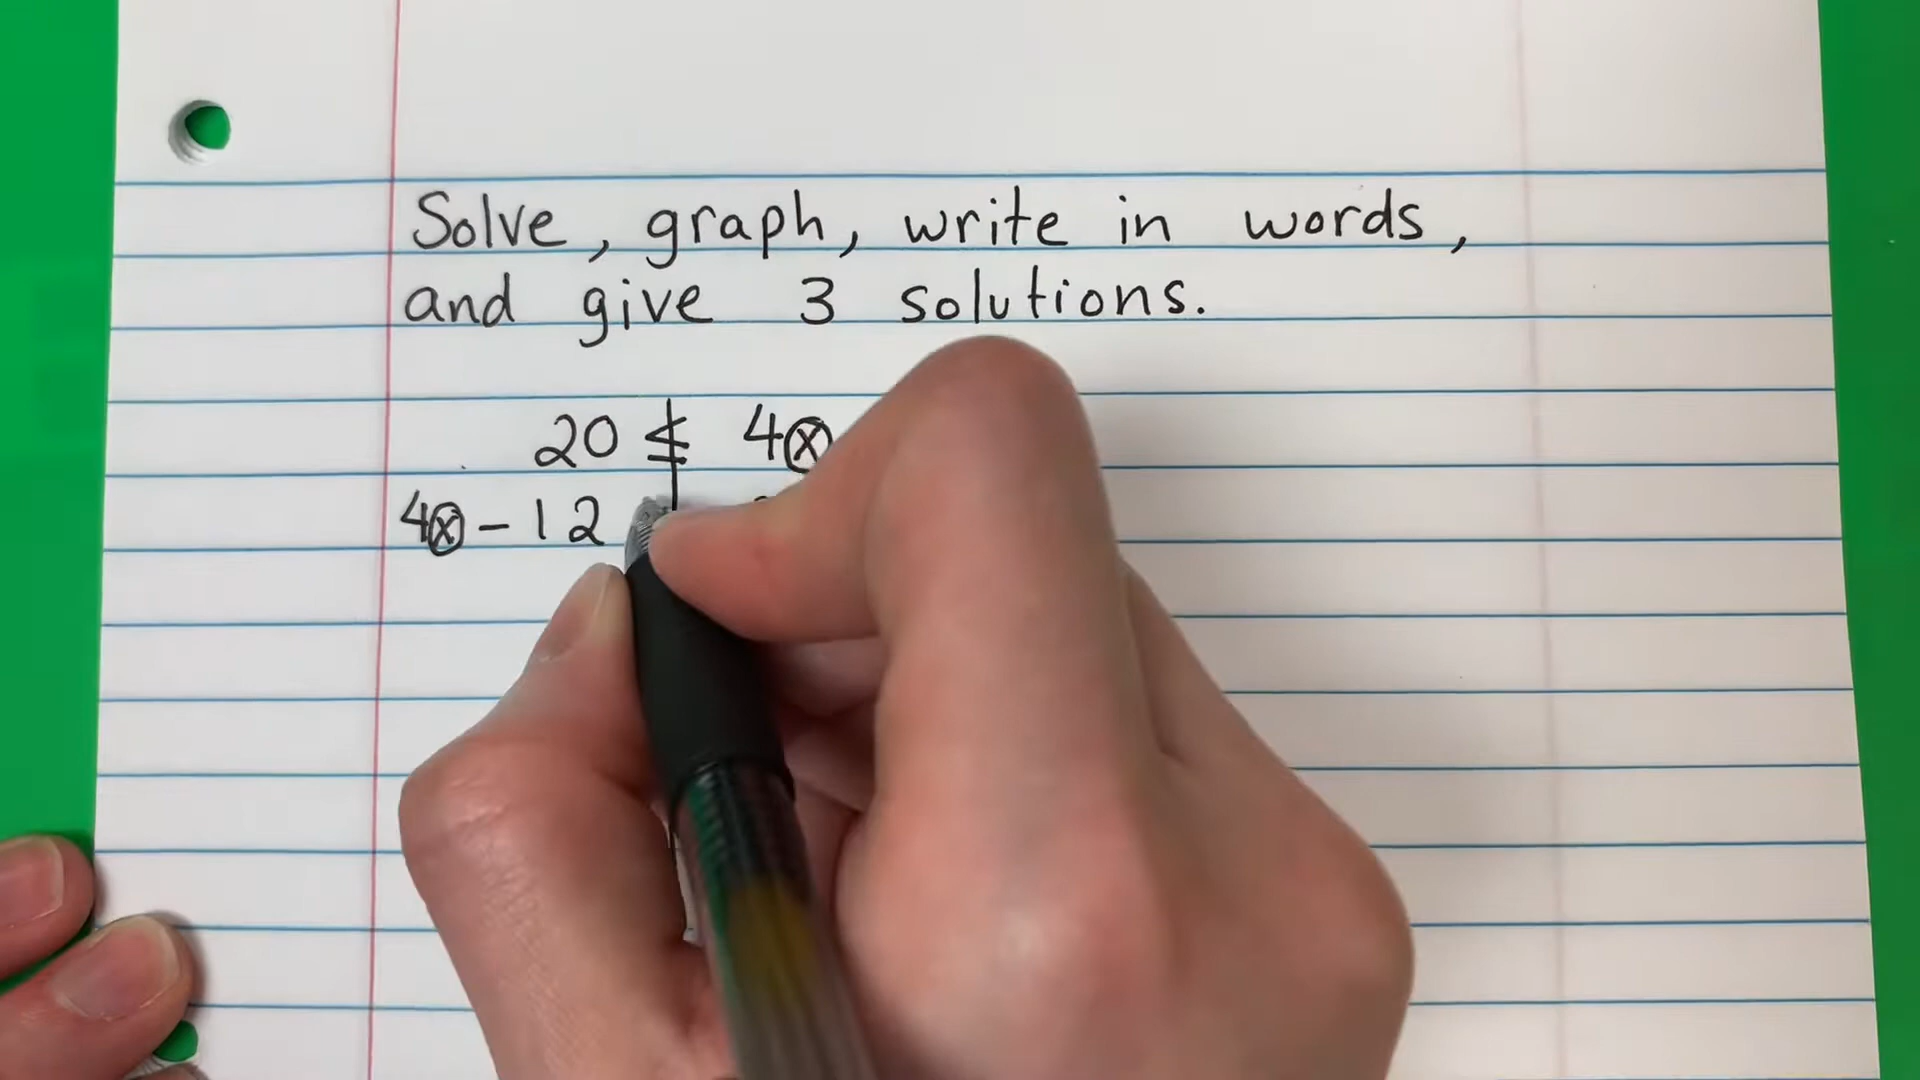 Solve, graph, write in words,
and give 3 solutions.
20 ≤ 4x
4x - 12